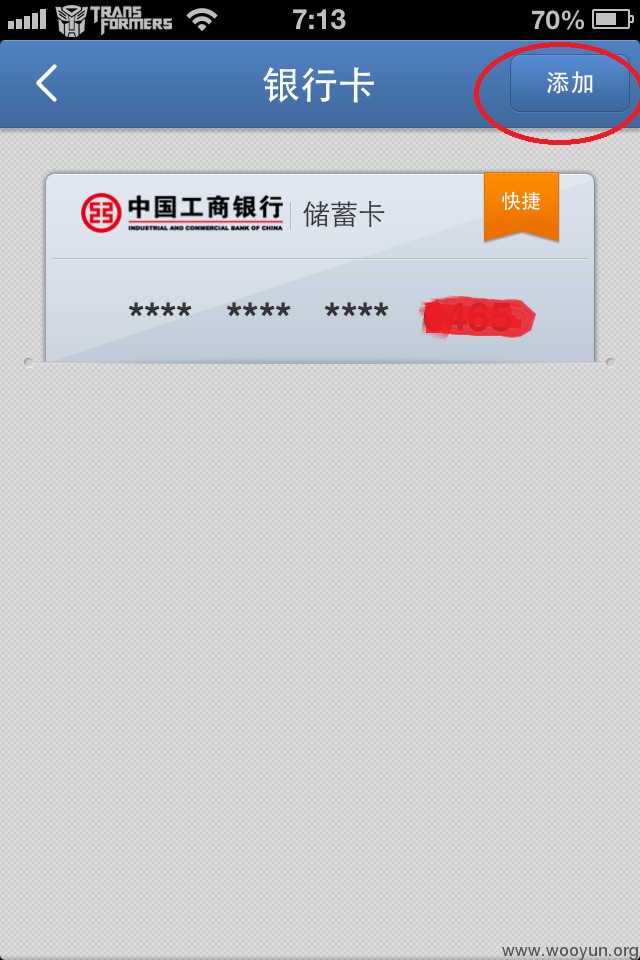 TRANSFORMERS 7:13 70%
银行卡 添加
中国工商银行 储蓄卡 快捷
INDUSTRIAL AND COMMERCIAL BANK OF CHINA
**** **** ****
www.wooyun.org